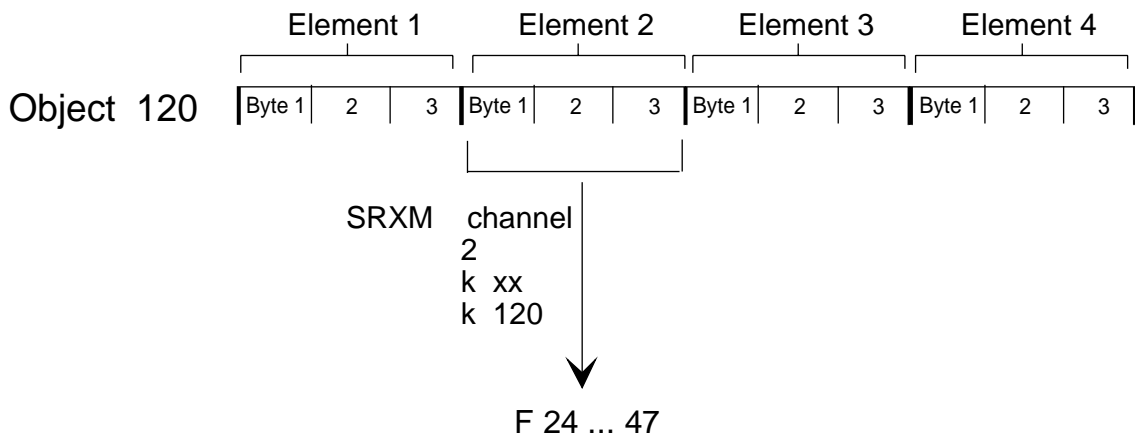 Element 1 Element 2 Element 3 Element 4
Object 120 Byte 1 2 3 Byte 1 2 3 Byte 1 2 3 Byte 1 2 3
SRXM channel
2
k xx
k 120
F 24 ... 47